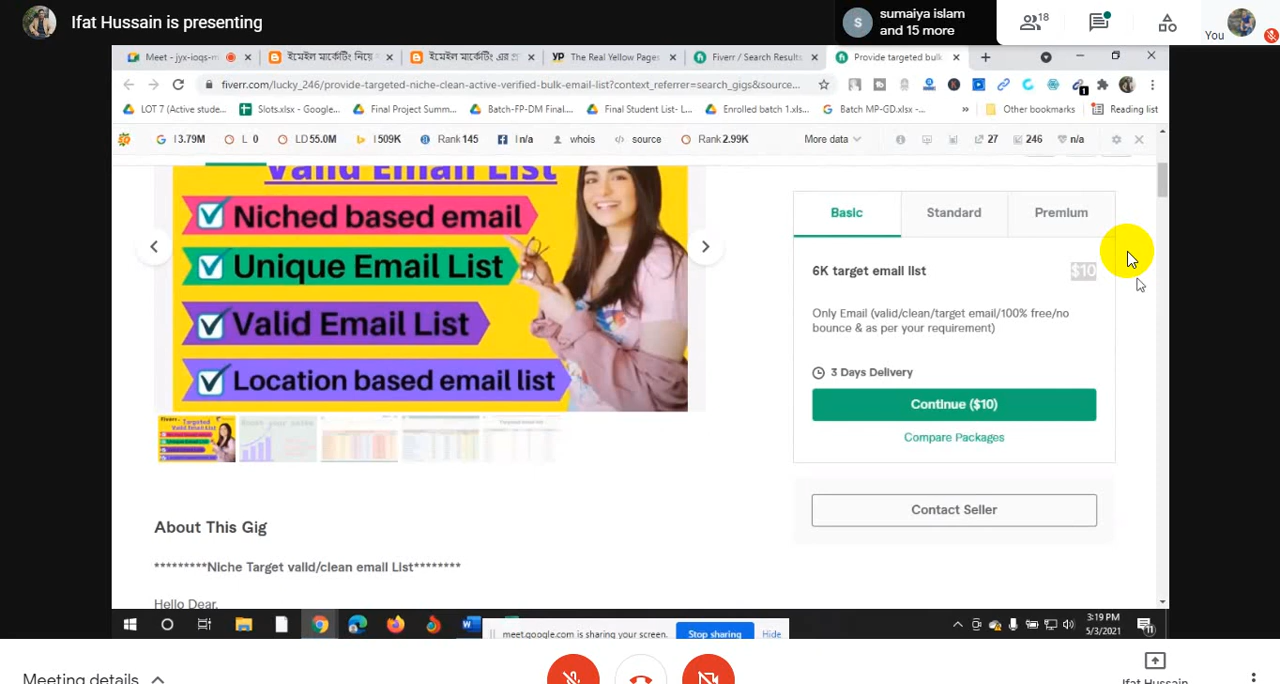 Ifat Hussain is presenting
S
sumaiya islam
and 15 more
18
You
Meet - jyx-ioqs-m
ইমেইল মার্কেটিং নিয়ে
ইমেইল মার্কেটিং এর প্র
YP The Real Yellow Pages
Fiverr / Search Results
Provide targeted bulk
fiverr.com/lucky_246/provide-targeted-niche-clean-active-verified-bulk-email-list?context_referrer=search_gigs&source...
LOT 7 (Active stude...
Slots.xlsx - Google...
Final Project Summ...
Batch-FP-DM Final...
Final Student List- L...
Enrolled batch 1.xls...
Batch MP-GD.xlsx -...
»
Other bookmarks
Reading list
I 3.79M
L 0
LD 55.0M
I 509K
Rank 145
I n/a
whois
source
Rank 2.99K
More data
27
246
n/a
Valid Email List
Niched based email
Unique Email List
Valid Email List
Location based email list
Basic
Standard
Premium
6K target email list
$10
Only Email (valid/clean/target email/100% free/no
bounce & as per your requirement)
3 Days Delivery
Continue ($10)
Compare Packages
Contact Seller
About This Gig
*********Niche Target valid/clean email List********
Hello Dear,
3:19 PM
5/3/2021
11
meet.google.com is sharing your screen.
Stop sharing
Hide
Meeting details
Ifat Hussain